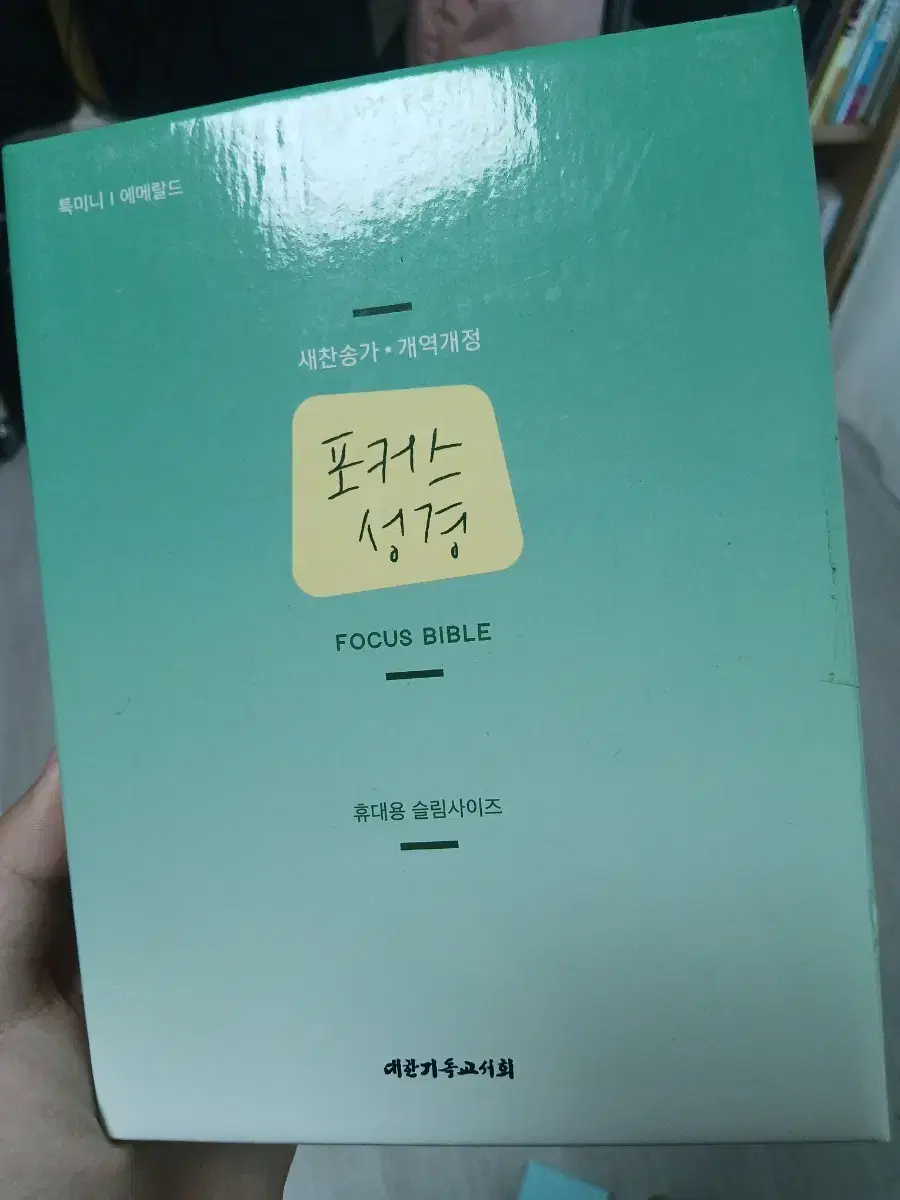 특미니 | 에메랄드
새찬송가 • 개역개정
포커스
성경
FOCUS BIBLE
휴대용 슬림사이즈
대한기독교서회